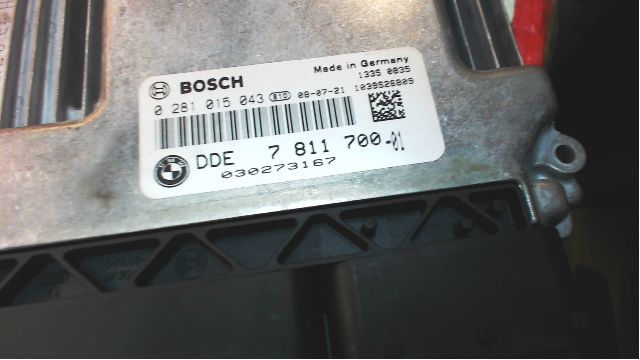 BOSCH
Made in Germany
0 281 015 043 B10 08-07-21
1335 0835
1039S26809
DDE 7 811 700-01
030273167